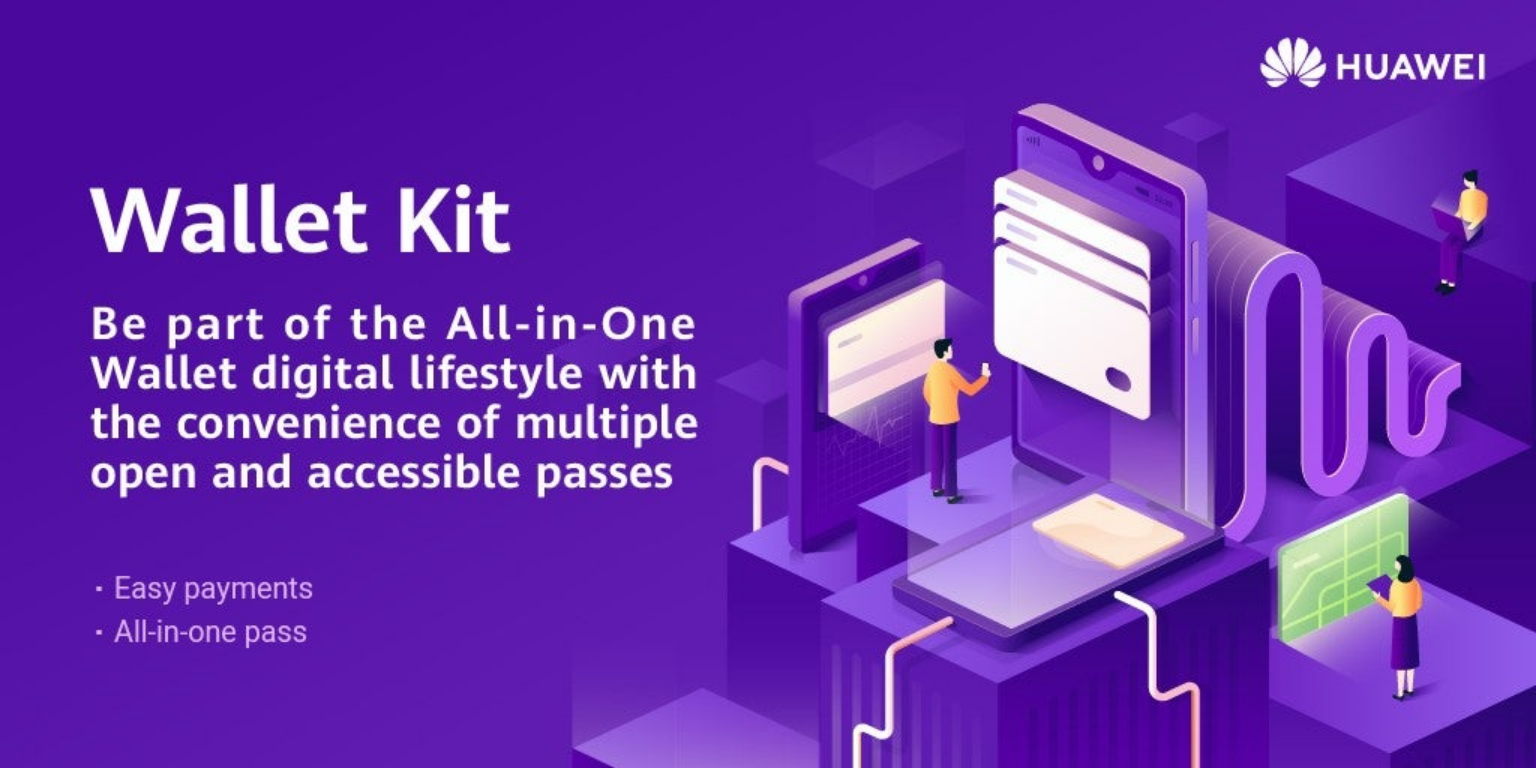 HUAWEI
Wallet Kit
Be part of the All-in-One
Wallet digital lifestyle with
the convenience of multiple
open and accessible passes
· Easy payments
· All-in-one pass